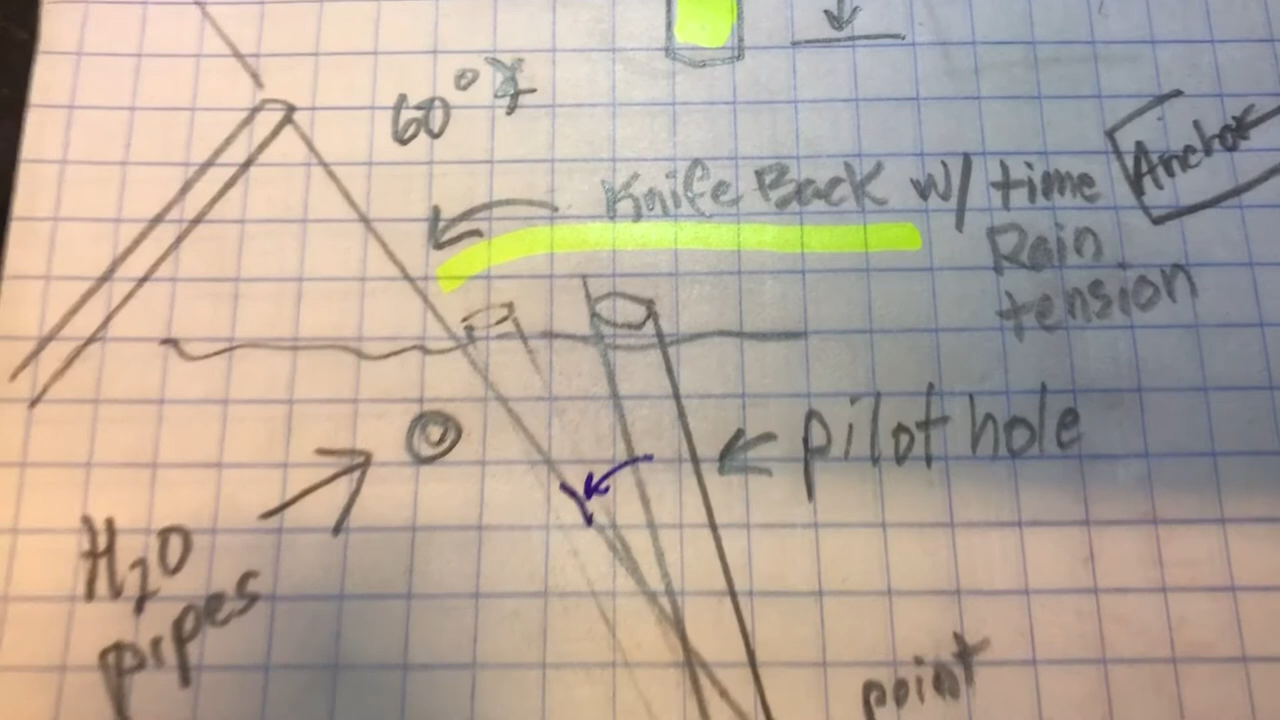 60°
Knife Back w/ time
Rain
tension
Anchor
pilot hole
H2O
pipes
point